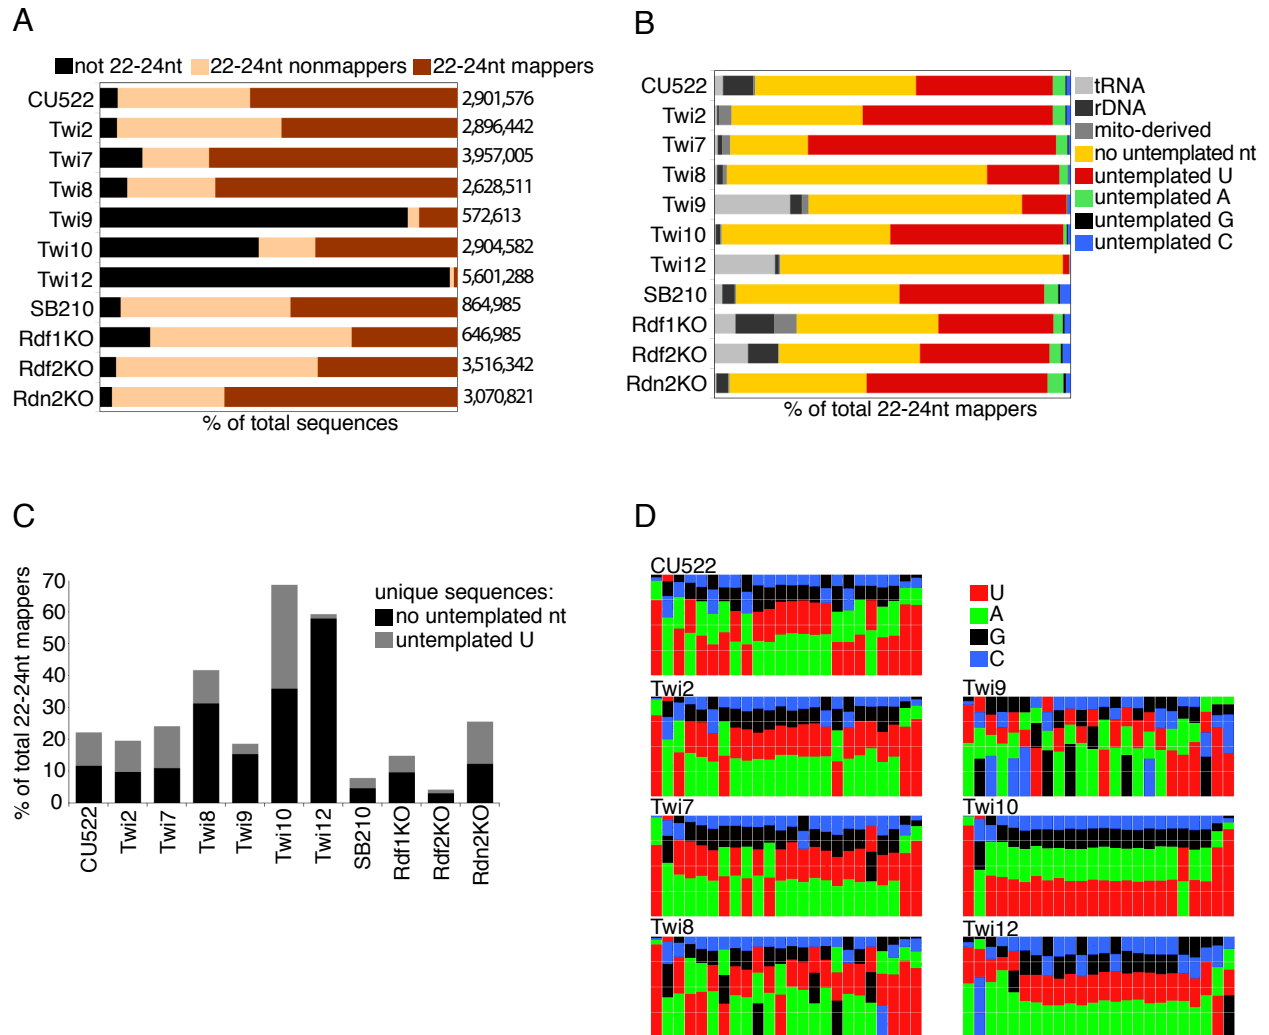 A
not 22-24nt 22-24nt nonmappers 22-24nt mappers
CU522 2,901,576
Twi2 2,896,442
Twi7 3,957,005
Twi8 2,628,511
Twi9 572,613
Twi10 2,904,582
Twi12 5,601,288
SB210 864,985
Rdf1KO 646,985
Rdf2KO 3,516,342
Rdn2KO 3,070,821
% of total sequences
B
CU522
Twi2
Twi7
Twi8
Twi9
Twi10
Twi12
SB210
Rdf1KO
Rdf2KO
Rdn2KO
% of total 22-24nt mappers
tRNA
rDNA
mito-derived
no untemplated nt
untemplated U
untemplated A
untemplated G
untemplated C
C
% of total 22-24nt mappers
70
60
50
40
30
20
10
0
unique sequences:
no untemplated nt
untemplated U
CU522
Twi2
Twi7
Twi8
Twi9
Twi10
Twi12
SB210
Rdf1KO
Rdf2KO
Rdn2KO
D
CU522
Twi2
Twi7
Twi8
U
A
G
C
Twi9
Twi10
Twi12